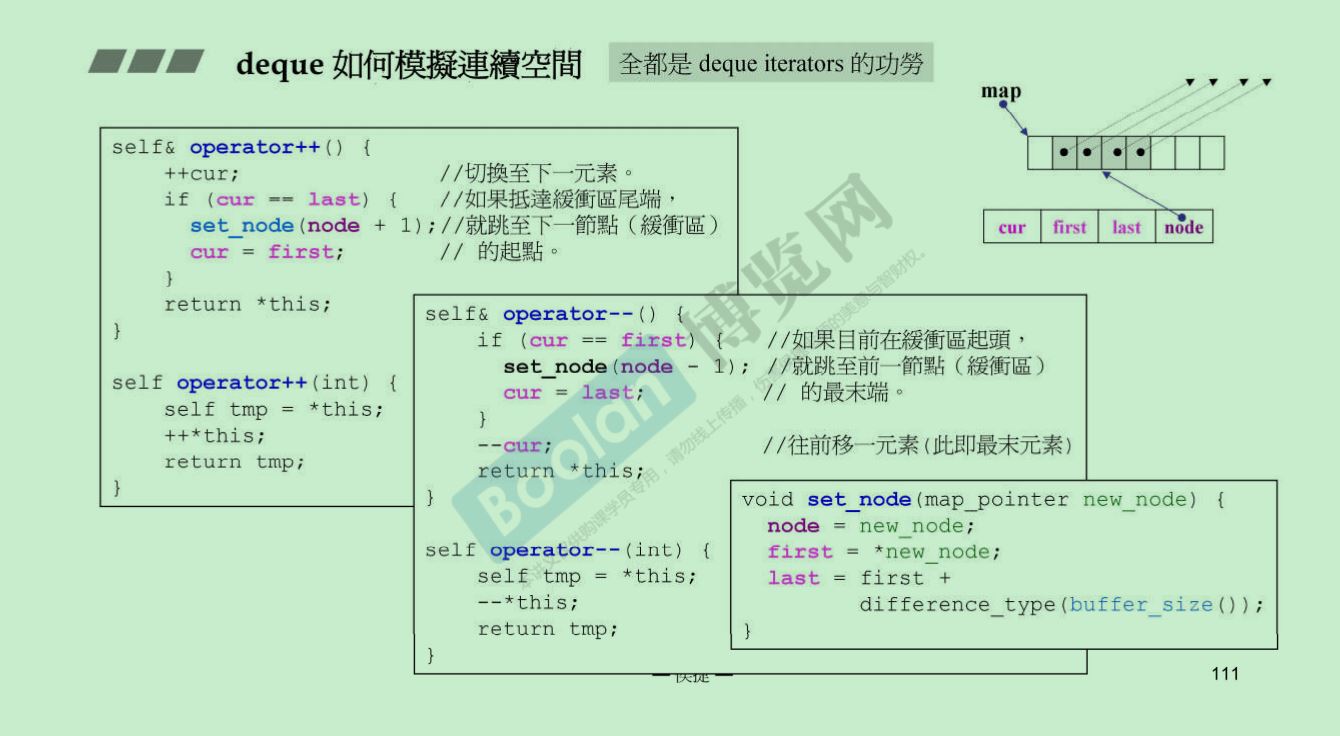 deque 如何模擬連續空間
全都是 deque iterators 的功勞
map
cur first last node
self& operator++() {
++cur; //切換至下一元素。
if (cur == last) { //如果抵達緩衝區尾端，
set_node(node + 1);//就跳至下一節點（緩衝區）
cur = first; // 的起點。
}
return *this;
}
self operator++(int) {
self tmp = *this;
++*this;
return tmp;
}
self& operator--() {
if (cur == first) { //如果目前在緩衝區起頭，
set_node(node - 1); //就跳至前一節點（緩衝區）
cur = last; // 的最末端。
}
--cur; //往前移一元素(此即最末元素)
return *this;
}
self operator--(int) {
self tmp = *this;
--*this;
return tmp;
}
void set_node(map_pointer new_node) {
node = new_node;
first = *new_node;
last = first +
difference_type(buffer_size());
}
Boolan 博览网
111